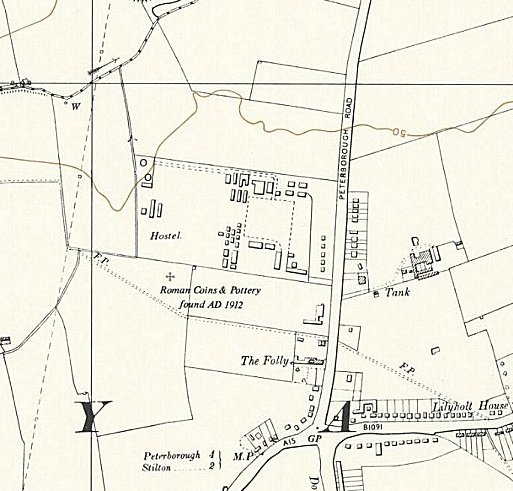 W
PETERBOROUGH ROAD
50
Hostel
F.P.
Roman Coins & Pottery
found AD 1912
Tank
The Folly
F.P.
Lilyholt House
Y
A
B1091
Peterborough 4
Stilton ........ 2
M.P
A15
GP